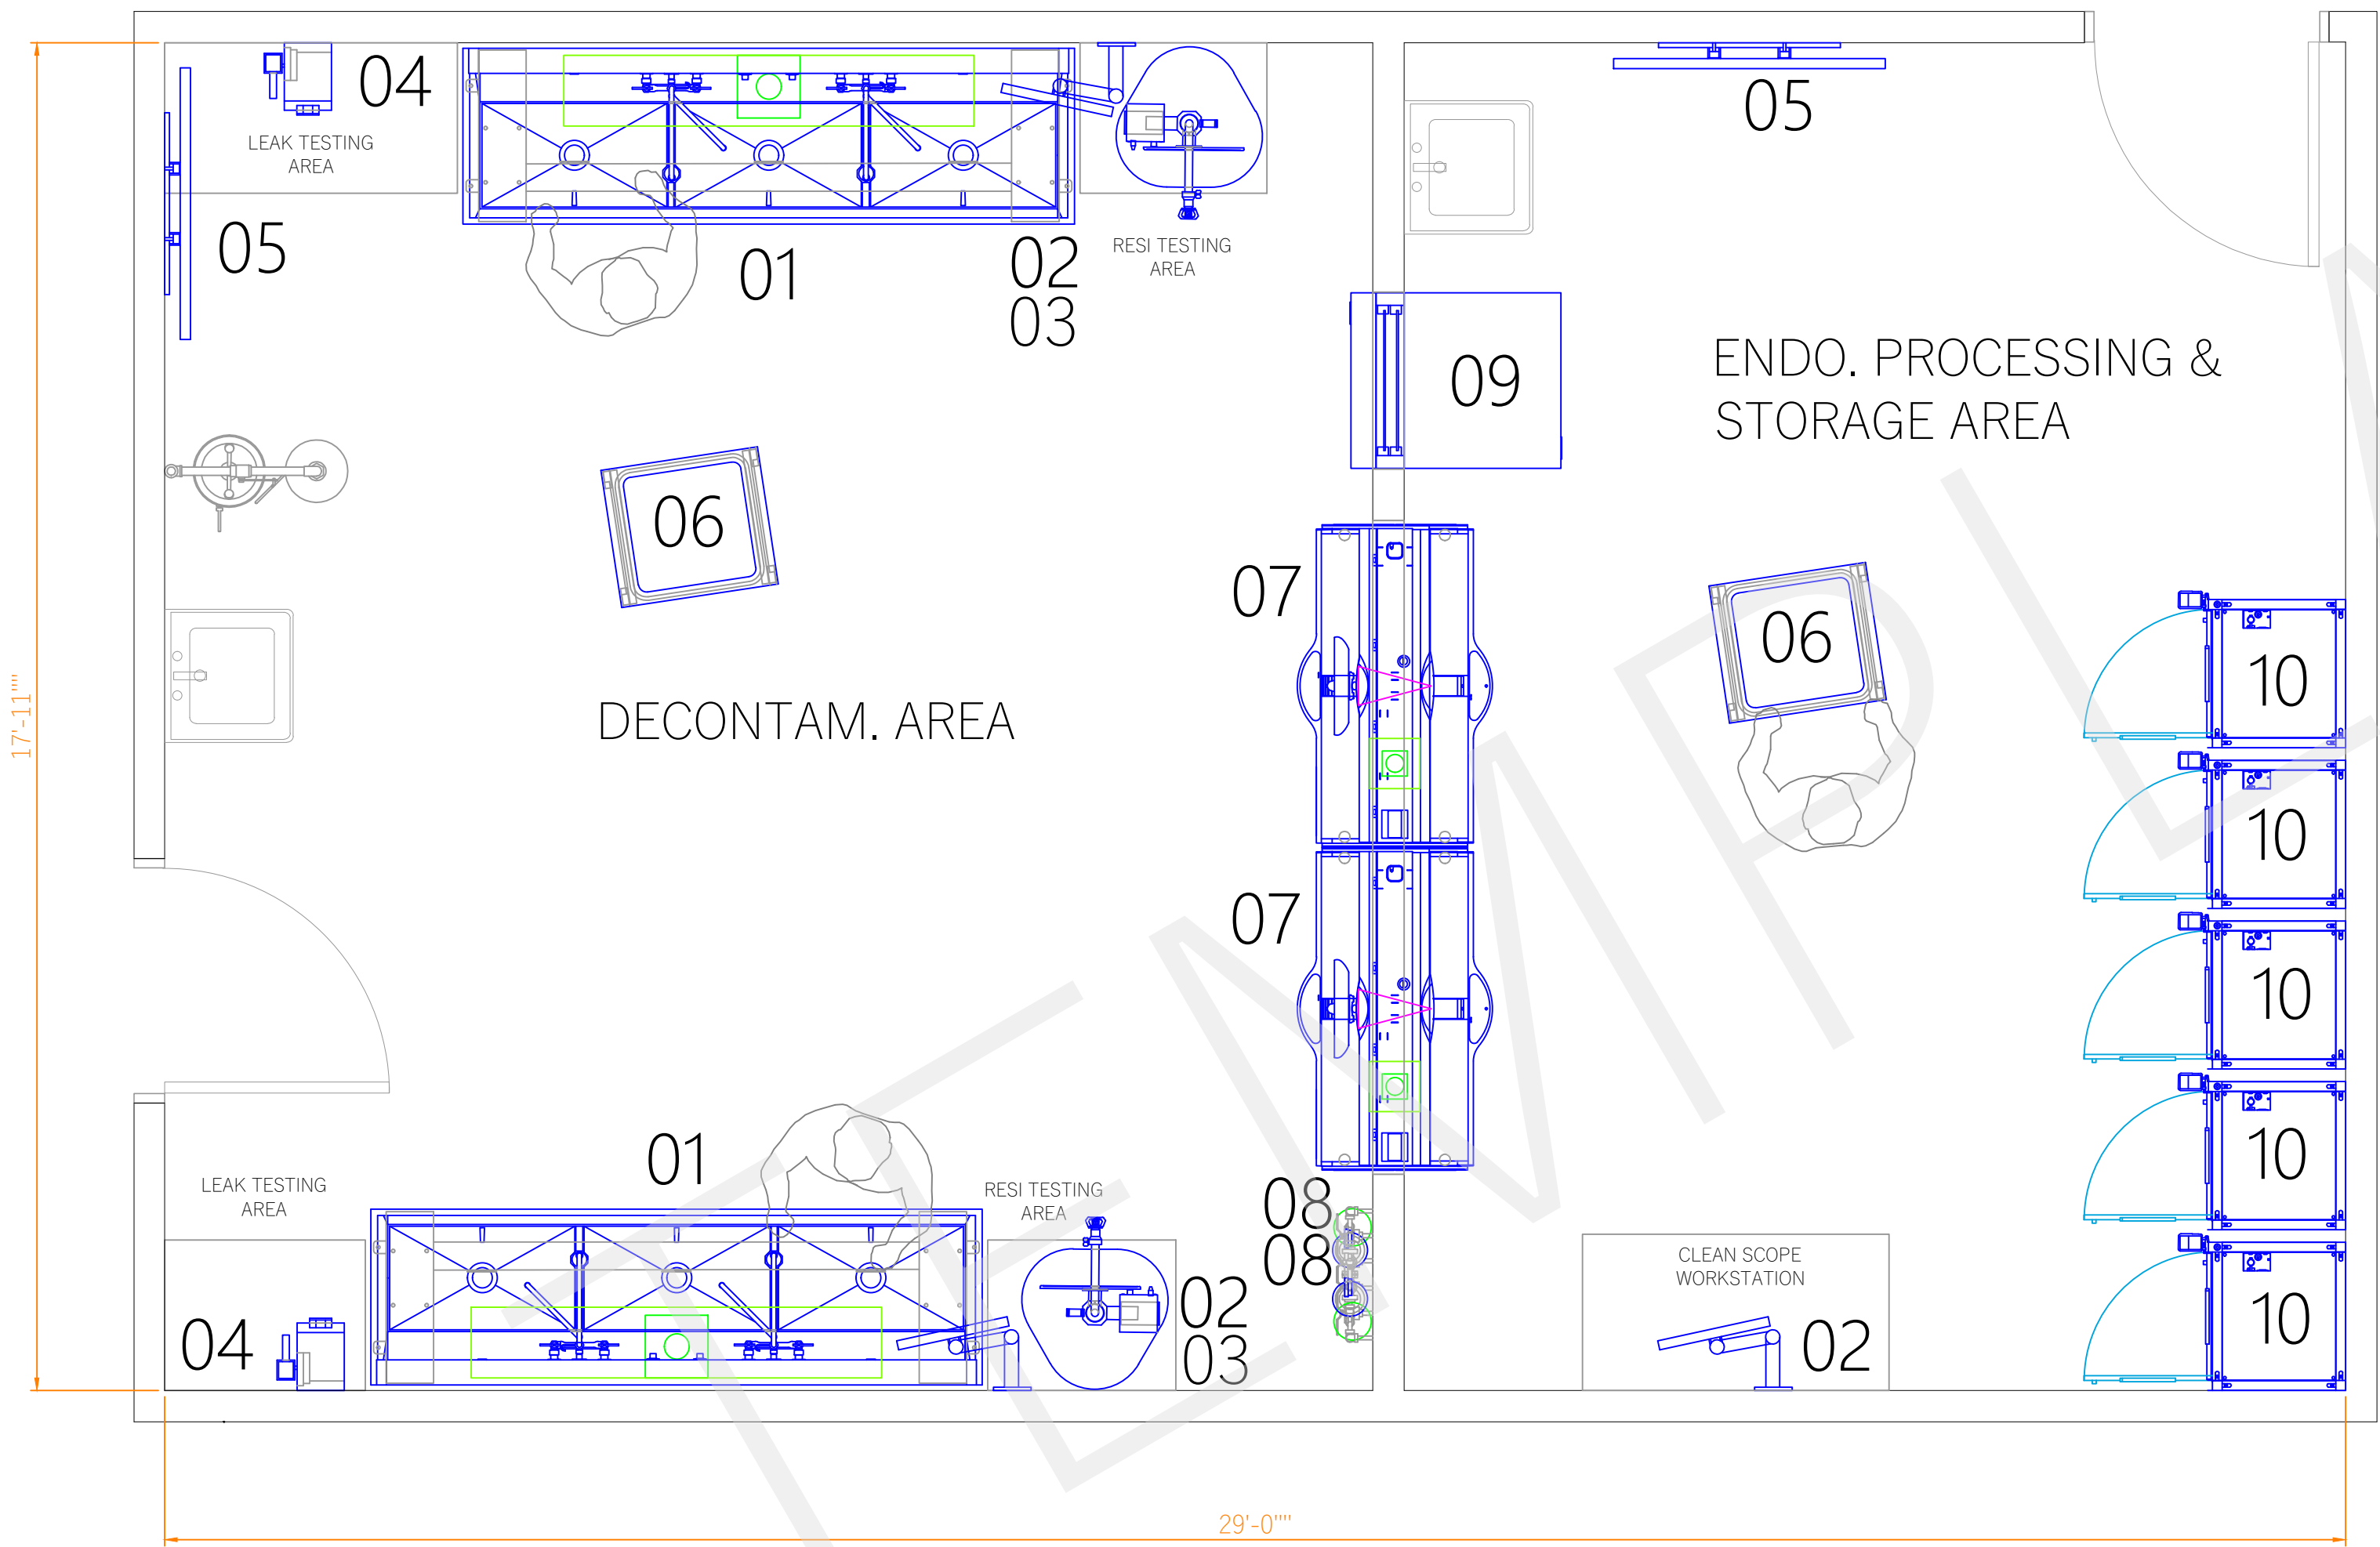 04
05
LEAK TESTING
AREA
05
01
02
03
RESI TESTING
AREA
09
ENDO. PROCESSING &
STORAGE AREA
06
07
06
10
17'-11""
DECONTAM. AREA
10
07
10
01
10
LEAK TESTING
AREA
RESI TESTING
AREA
08
08
CLEAN SCOPE
WORKSTATION
02
03
04
02
10
29'-0""